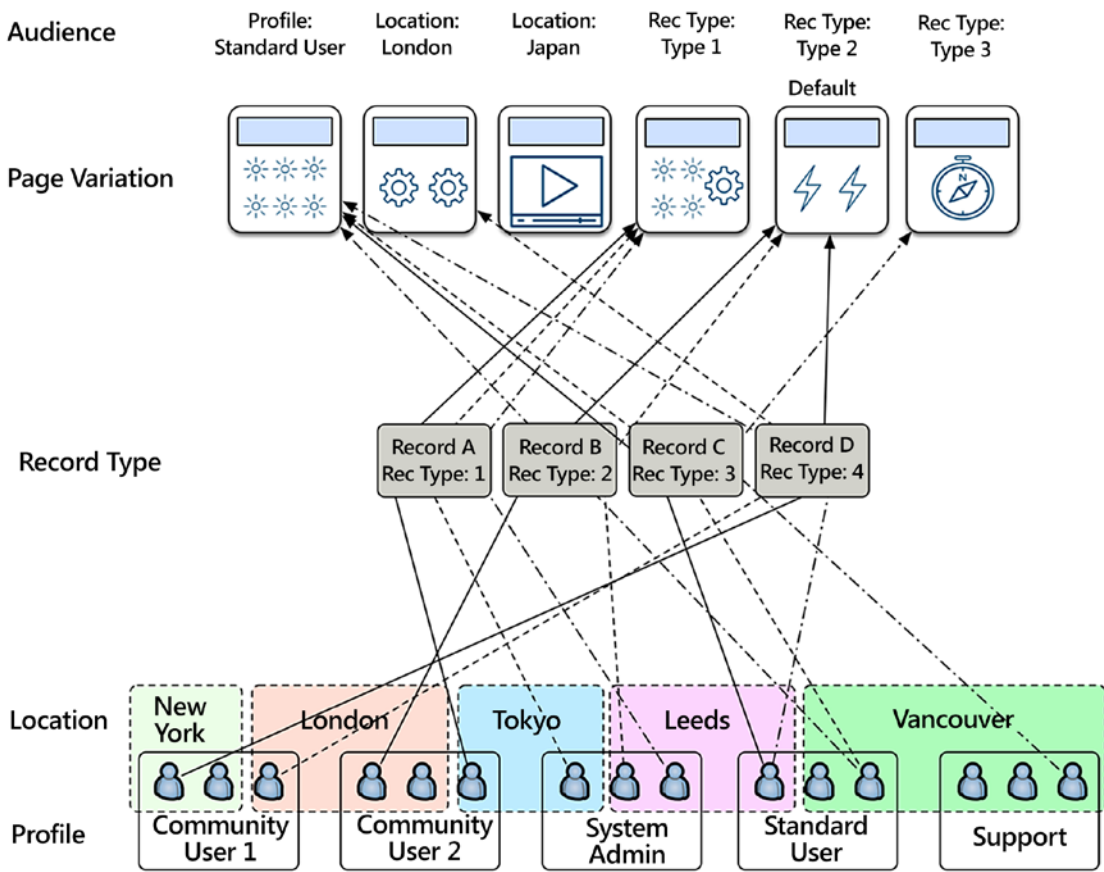 Audience
Profile:
Standard User
Location:
London
Location:
Japan
Rec Type:
Type 1
Rec Type:
Type 2
Rec Type:
Type 3
Default
Page Variation
N
Record Type
Record A
Rec Type: 1
Record B
Rec Type: 2
Record C
Rec Type: 3
Record D
Rec Type: 4
Location
New
York
London
Tokyo
Leeds
Vancouver
Profile
Community
User 1
Community
User 2
System
Admin
Standard
User
Support